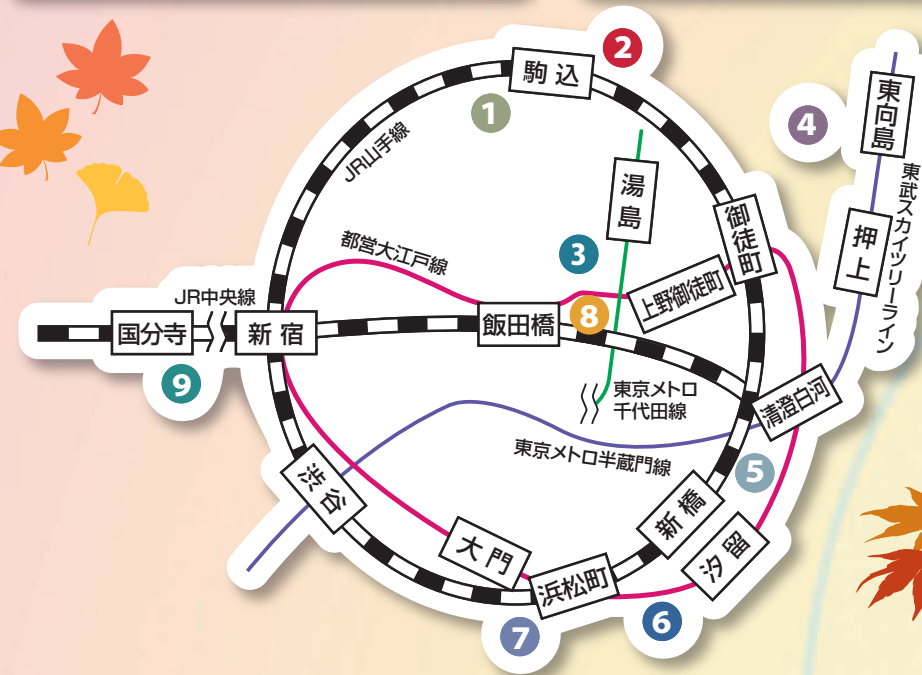 2
駒込
1
JR山手線
4
東向島
東武スカイツリーライン
湯島
御徒町
押上
都営大江戸線
3
上野御徒町
JR中央線
国分寺
新宿
飯田橋
8
9
東京メトロ
千代田線
清澄白河
東京メトロ半蔵門線
5
渋谷
新橋
大門
汐留
浜松町
7
6